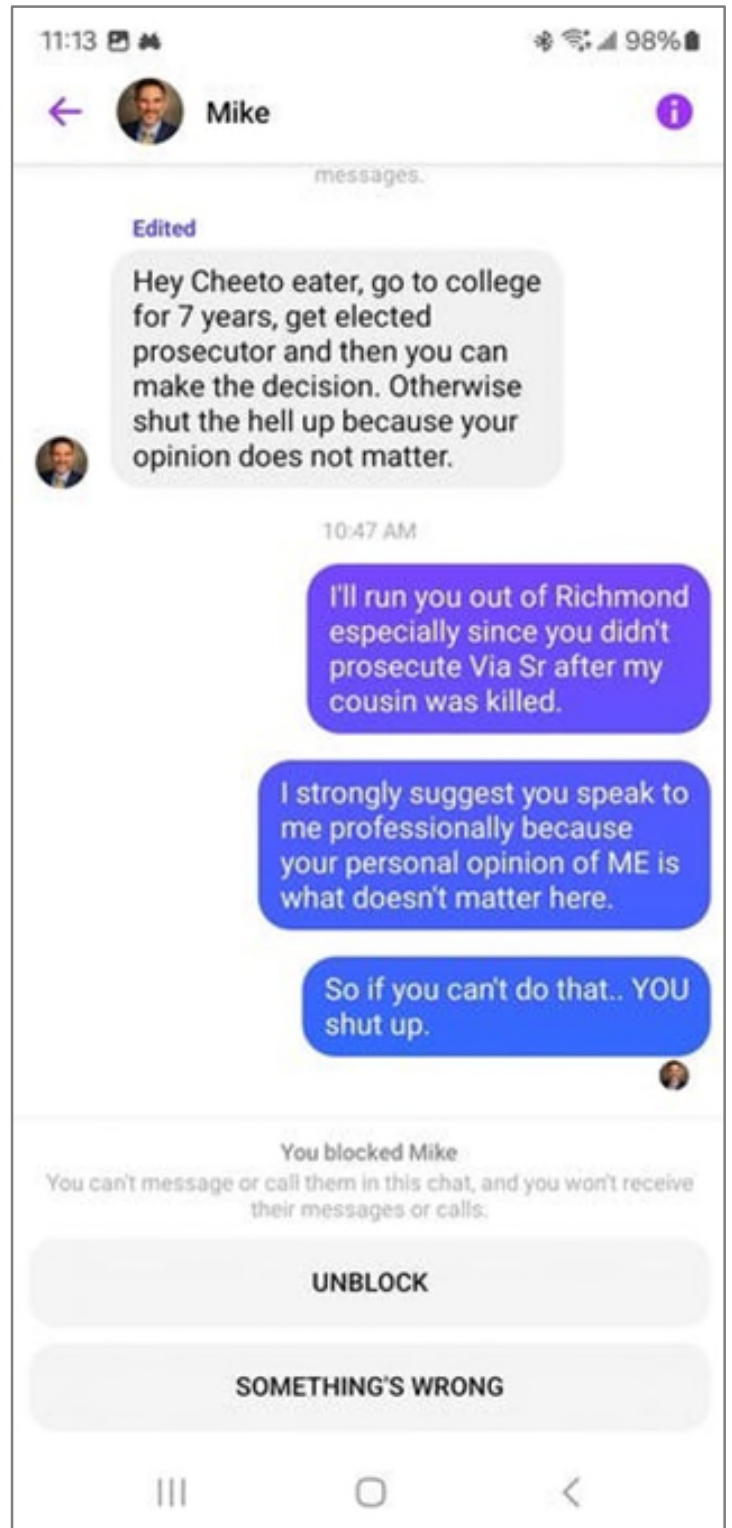 11:13
98%
Mike
messages.
Edited
Hey Cheeto eater, go to college
for 7 years, get elected
prosecutor and then you can
make the decision. Otherwise
shut the hell up because your
opinion does not matter.
10:47 AM
I'll run you out of Richmond
especially since you didn't
prosecute Via Sr after my
cousin was killed.
I strongly suggest you speak to
me professionally because
your personal opinion of ME is
what doesn't matter here.
So if you can't do that.. YOU
shut up.
You blocked Mike
You can't message or call them in this chat, and you won't receive
their messages or calls.
UNBLOCK
SOMETHING'S WRONG